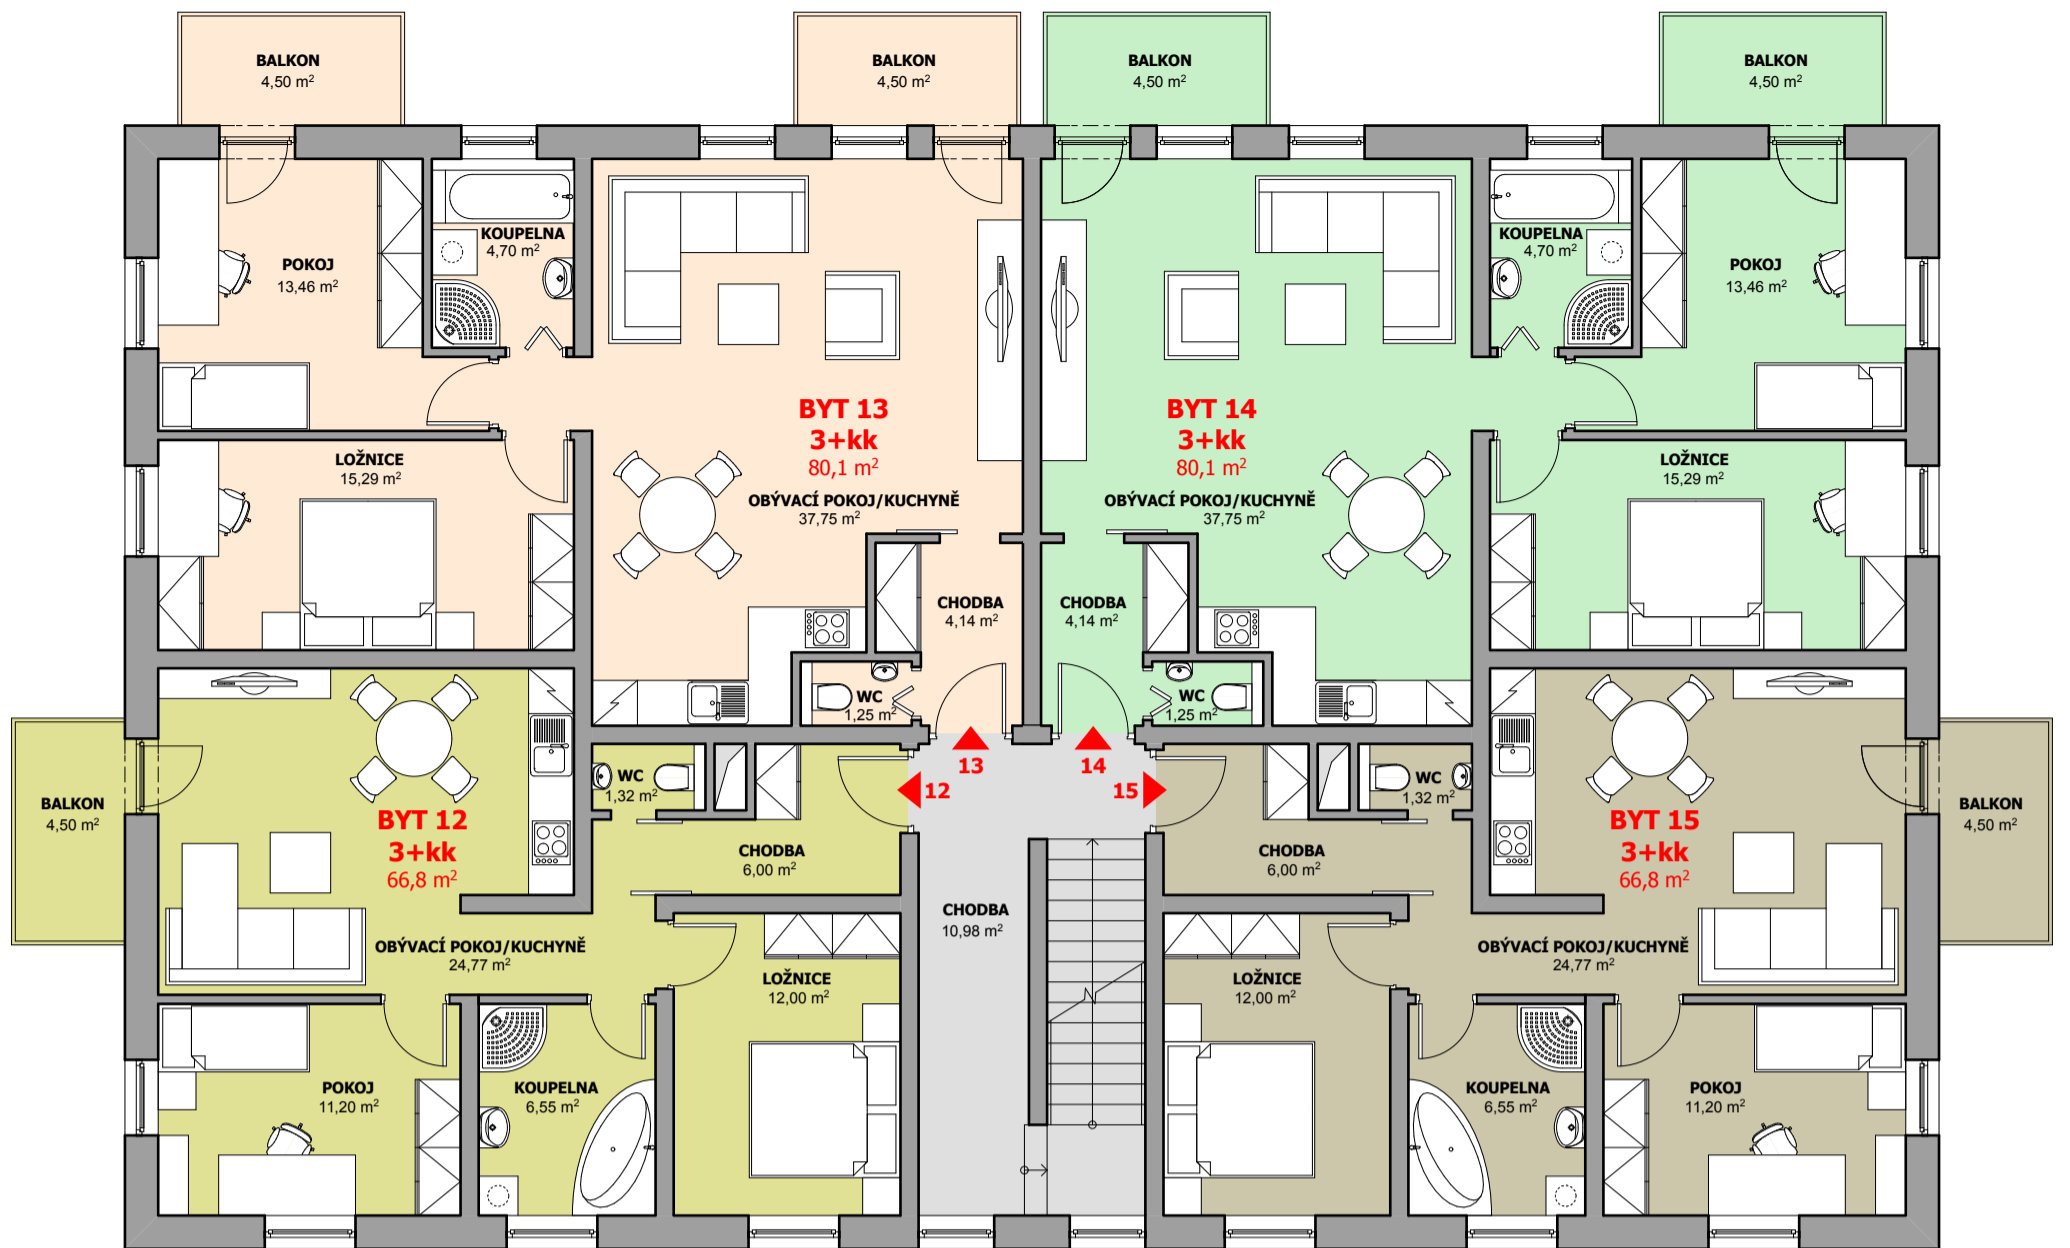 BALKON
4,50 m²
BALKON
4,50 m²
BALKON
4,50 m²
BALKON
4,50 m²
POKOJ
13,46 m²
KOUPELNA
4,70 m²
KOUPELNA
4,70 m²
POKOJ
13,46 m²
BYT 13
3+kk
80,1 m²
OBÝVACÍ POKOJ/KUCHYNĚ
37,75 m²
BYT 14
3+kk
80,1 m²
OBÝVACÍ POKOJ/KUCHYNĚ
37,75 m²
LOŽNICE
15,29 m²
LOŽNICE
15,29 m²
CHODBA
4,14 m²
CHODBA
4,14 m²
WC
1,25 m²
WC
1,25 m²
13
14
12
15
BALKON
4,50 m²
BYT 12
3+kk
66,8 m²
WC
1,32 m²
CHODBA
6,00 m²
CHODBA
6,00 m²
WC
1,32 m²
BYT 15
3+kk
66,8 m²
BALKON
4,50 m²
OBÝVACÍ POKOJ/KUCHYNĚ
24,77 m²
CHODBA
10,98 m²
OBÝVACÍ POKOJ/KUCHYNĚ
24,77 m²
LOŽNICE
12,00 m²
LOŽNICE
12,00 m²
POKOJ
11,20 m²
KOUPELNA
6,55 m²
KOUPELNA
6,55 m²
POKOJ
11,20 m²